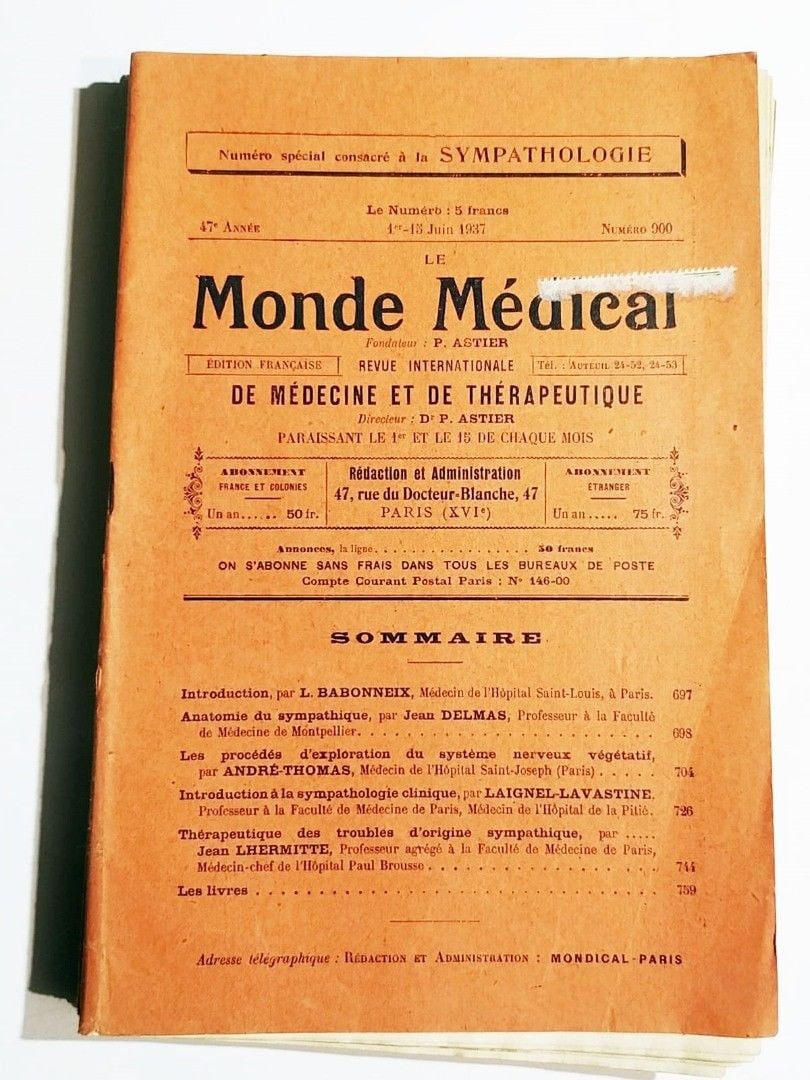 Numéro spécial consacré à la SYMPATHOLOGIE
Le Numéro : 5 francs
47e ANNÉE 1er-15 Juin 1937 NUMÉRO 900
LE
Monde Médical
Fondateur : P. ASTIER
ÉDITION FRANÇAISE REVUE INTERNATIONALE Tél. : AUTEUIL 24-52, 24-53
DE MÉDECINE ET DE THÉRAPEUTIQUE
Directeur : Dr P. ASTIER
PARAISSANT LE 1er ET LE 15 DE CHAQUE MOIS
ABONNEMENT
FRANCE ET COLONIES
Un an...... 50 fr.
Rédaction et Administration
47, rue du Docteur-Blanche, 47
PARIS (XVIe)
ABONNEMENT
ÉTRANGER
Un an..... 75 fr.
Annonces, la ligne. . . . . . . . . . . . . . . . 50 francs
ON S'ABONNE SANS FRAIS DANS TOUS LES BUREAUX DE POSTE
Compte Courant Postal Paris : No 146-00
SOMMAIRE
Introduction, par L. BABONNEIX, Médecin de l'Hôpital Saint-Louis, à Paris. 697
Anatomie du sympathique, par Jean DELMAS, Professeur à la Faculté
de Médecine de Montpellier. . . . . . . . . . . . . . . . . . . . . . . . 698
Les procédés d'exploration du système nerveux végétatif,
par ANDRÉ-THOMAS, Médecin de l'Hôpital Saint-Joseph (Paris) . . . . . 704
Introduction à la sympathologie clinique, par LAIGNEL-LAVASTINE,
Professeur à la Faculté de Médecine de Paris, Médecin de l'Hôpital de la Pitié. 726
Thérapeutique des troubles d'origine sympathique, par .....
Jean LHERMITTE, Professeur agrégé à la Faculté de Médecine de Paris,
Médecin-chef de l'Hôpital Paul Brousse . . . . . . . . . . . . . . . . . . 744
Les livres . . . . . . . . . . . . . . . . . . . . . . . . . . . . . . . . 759
Adresse télégraphique : RÉDACTION ET ADMINISTRATION : MONDICAL-PARIS